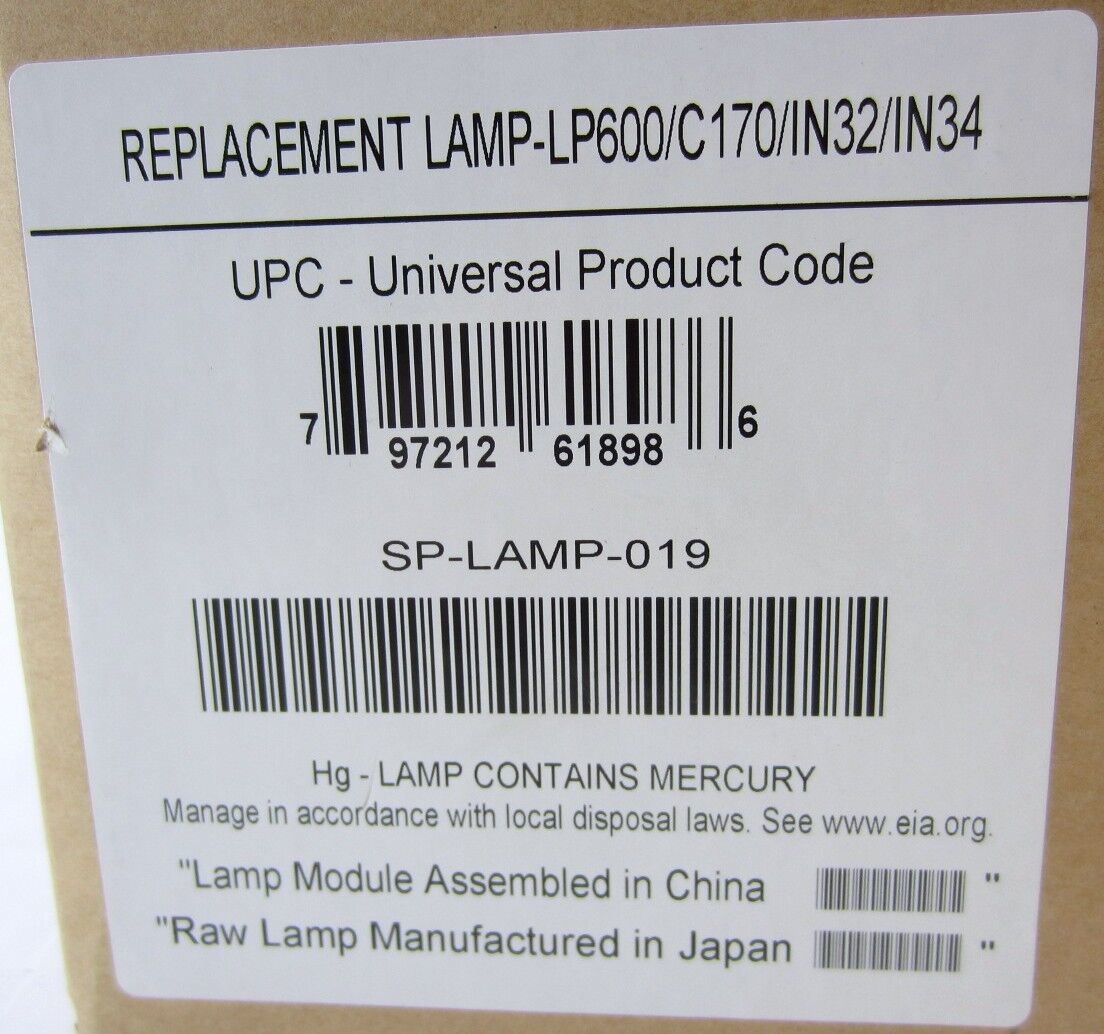 REPLACEMENT LAMP-LP600/C170/IN32/IN34
UPC - Universal Product Code
7 97212 61898 6
SP-LAMP-019
Hg - LAMP CONTAINS MERCURY
Manage in accordance with local disposal laws. See www.eia.org.
"Lamp Module Assembled in China "
"Raw Lamp Manufactured in Japan "